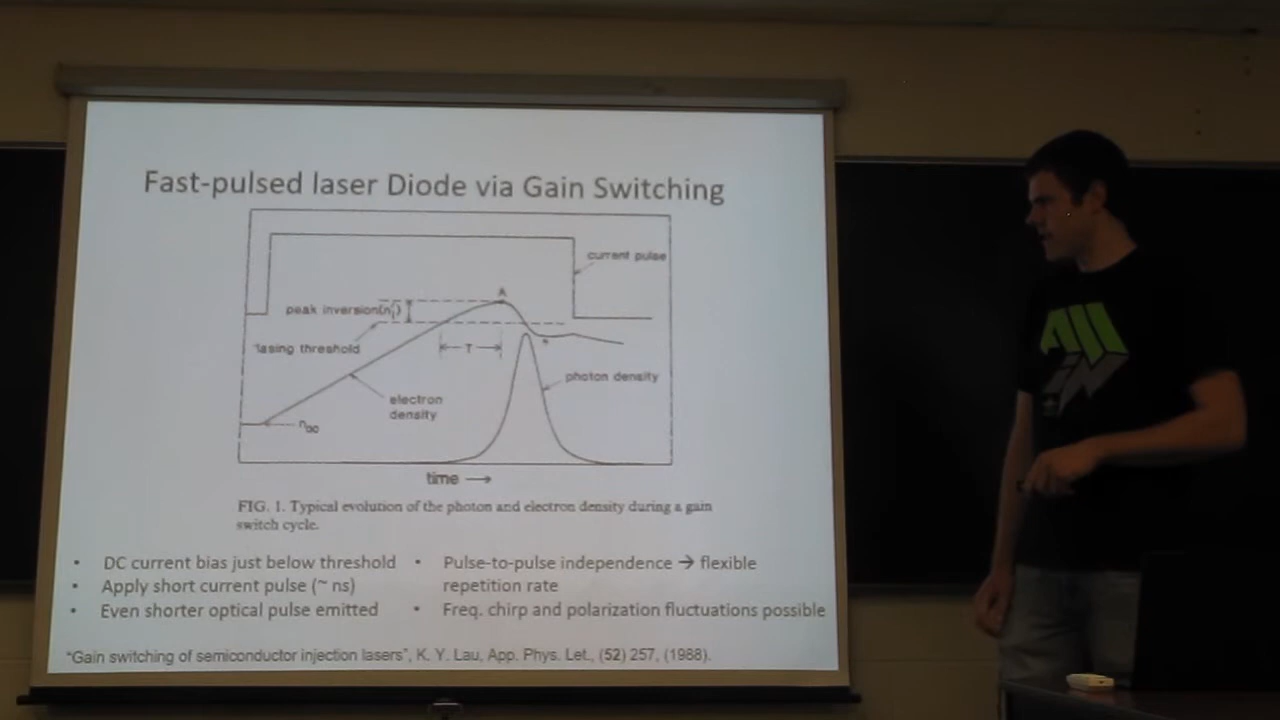 Fast-pulsed laser Diode via Gain Switching
current pulse
A
peak inversion(n
lasing threshold
T
photon density
electron
density
n
time →
FIG. 1. Typical evolution of the photon and electron density during a gain
switch cycle.
• DC current bias just below threshold
• Apply short current pulse (~ ns)
• Even shorter optical pulse emitted
• Pulse-to-pulse independence → flexible
repetition rate
• Freq. chirp and polarization fluctuations possible
"Gain switching of semiconductor injection lasers", K. Y. Lau, App. Phys. Let., (52) 257, (1988).
All
iN